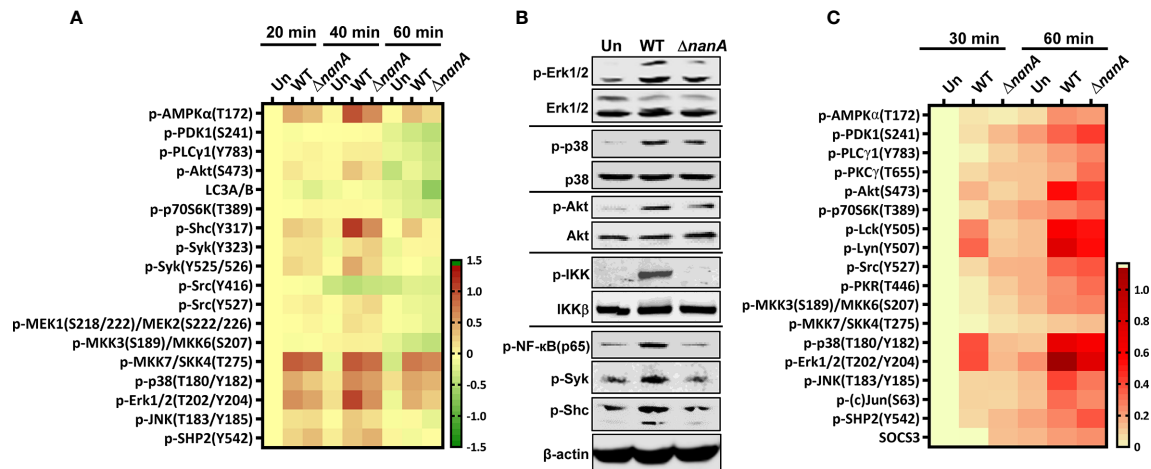 A
20 min 40 min 60 min
Un WT ΔnanA Un WT ΔnanA Un WT ΔnanA
p-AMPKα(T172)
p-PDK1(S241)
p-PLCγ1(Y783)
p-Akt(S473)
LC3A/B
p-p70S6K(T389)
p-Shc(Y317)
p-Syk(Y323)
p-Syk(Y525/526)
p-Src(Y416)
p-Src(Y527)
p-MEK1(S218/222)/MEK2(S222/226)
p-MKK3(S189)/MKK6(S207)
p-MKK7/SKK4(T275)
p-p38(T180/Y182)
p-Erk1/2(T202/Y204)
p-JNK(T183/Y185)
p-SHP2(Y542)
1.5
1.0
0.5
0
-0.5
-1.0
-1.5
B
Un WT ΔnanA
p-Erk1/2
Erk1/2
p-p38
p38
p-Akt
Akt
p-IKK
IKKβ
p-NF-κB(p65)
p-Syk
p-Shc
β-actin
C
30 min 60 min
Un WT ΔnanA Un WT ΔnanA
p-AMPKα(T172)
p-PDK1(S241)
p-PLCγ1(Y783)
p-PKCγ(T655)
p-Akt(S473)
p-p70S6K(T389)
p-Lck(Y505)
p-Lyn(Y507)
p-Src(Y527)
p-PKR(T446)
p-MKK3(S189)/MKK6(S207)
p-MKK7/SKK4(T275)
p-p38(T180/Y182)
p-Erk1/2(T202/Y204)
p-JNK(T183/Y185)
p-(c)Jun(S63)
p-SHP2(Y542)
SOCS3
1.0
0.8
0.6
0.4
0.2
0